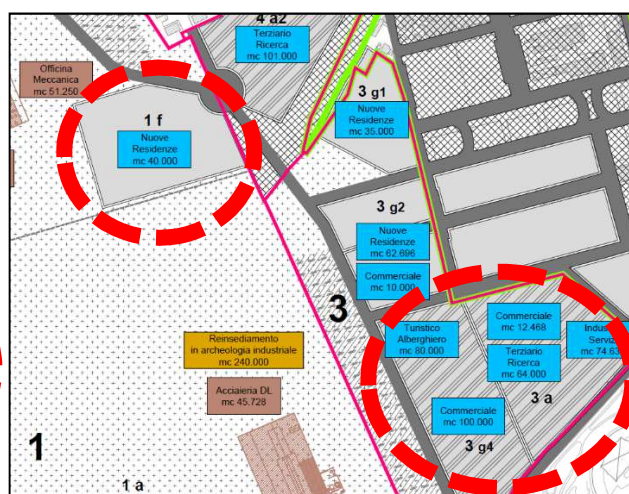 4 a2
Terziario
Ricerca
mc 101.000
Officina
Meccanica
mc 51.250
1 f
Nuove
Residenze
mc 40.000
3 g1
Nuove
Residenze
mc 35.000
3 g2
Nuove
Residenze
mc 62.696
Commerciale
mc 10.000
3
Commerciale
mc 12.468
Turistico
Alberghiero
mc 80.000
Terziario
Ricerca
mc 64.000
3 a
Commerciale
mc 100.000
3 g4
Reinsediamento
in archeologia industriale
mc 240.000
Acciaieria DL
mc 45.728
1
1 a